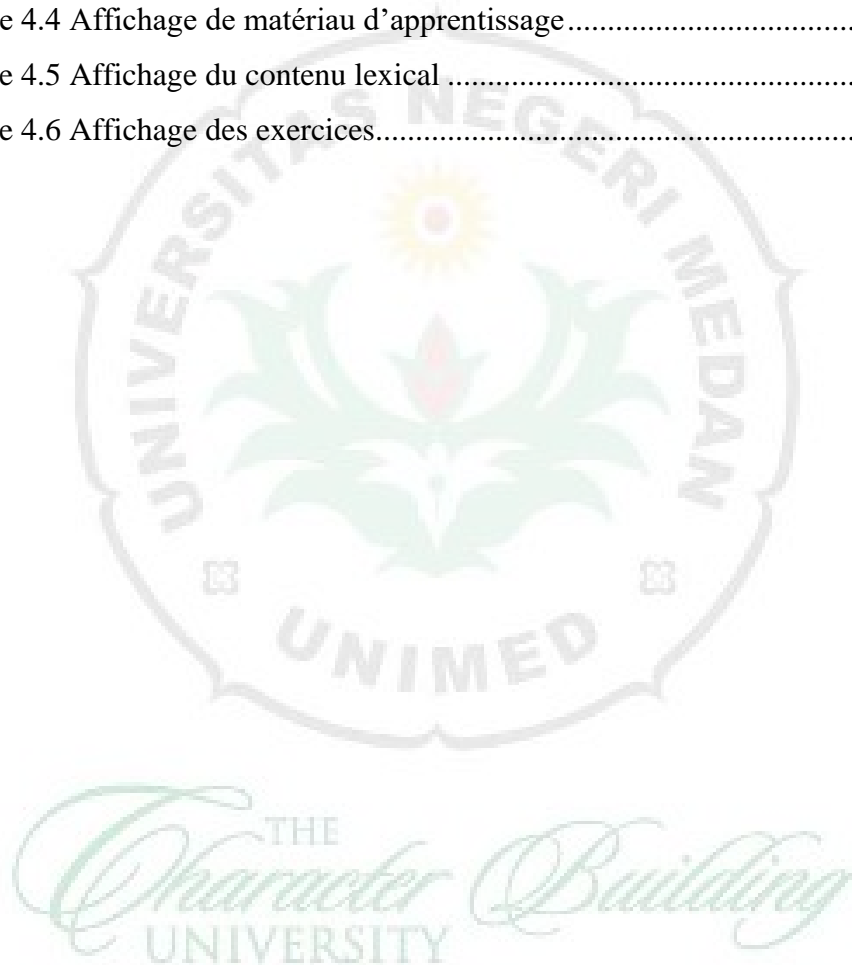 e 4.4 Affichage de matériau d’apprentissage....................................
e 4.5 Affichage du contenu lexical ...................................................
e 4.6 Affichage des exercices............................................................
UNIVERSITAS NEGERI MEDAN
UNIMED
THE
Character Building
UNIVERSITY